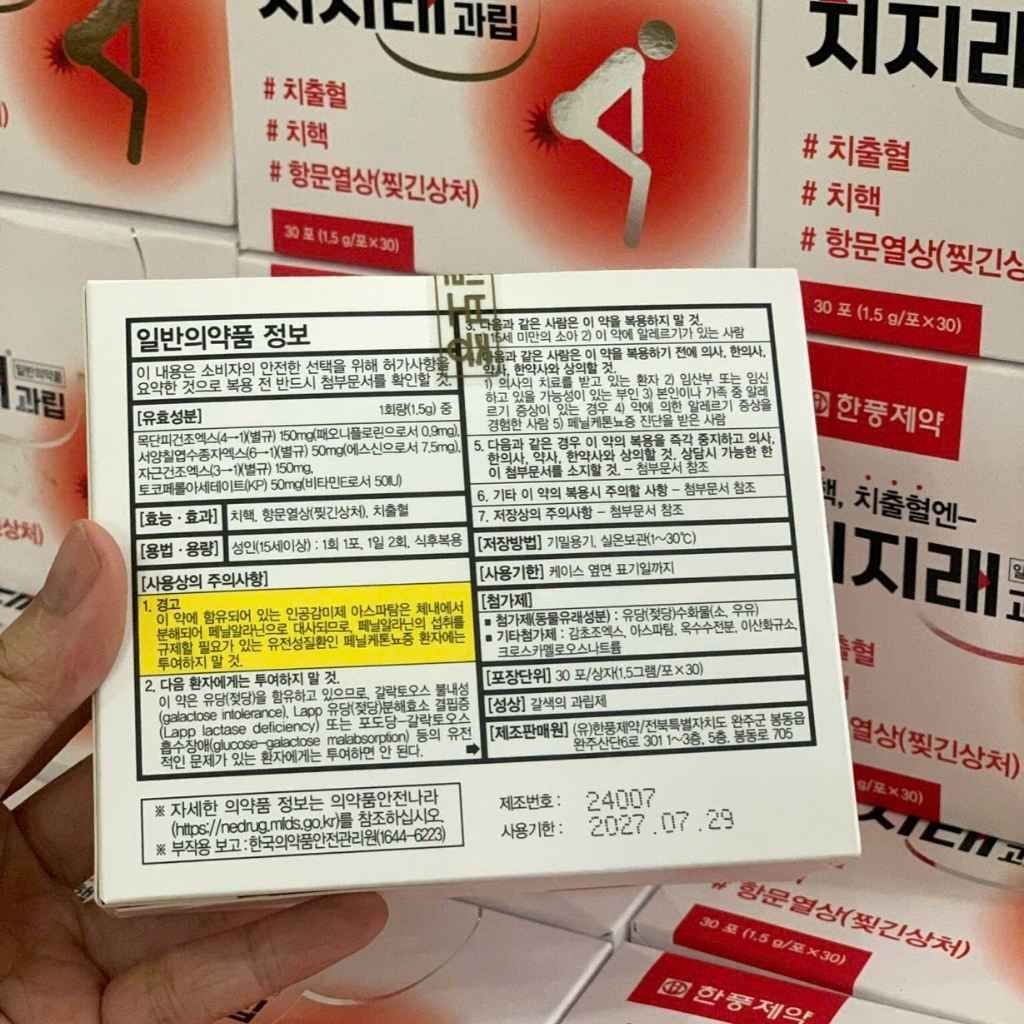 지지래과립
# 치출혈
# 치핵
# 항문열상(찢긴상처)
30 포 (1.5 g/포×30)
지지래
# 치출혈
# 치핵
# 항문열상(찢긴상
30 포 (1.5 g/포×30)
일반의약품
과립
한풍제약
핵, 치출혈엔-
지지래
열상(찢긴상처)
g/포×30)
# 항문열상(찢긴상처)
30 포 (1.5 g/포×30)
한풍제약
일반의약품 정보
이 내용은 소비자의 안전한 선택을 위해 허가사항을
요약한 것으로 복용 전 반드시 첨부문서를 확인할 것.
[유효성분] 1회량(1.5g) 중
목단피건조엑스(4→1)(별규) 150mg(패오니플로린으로서 0.9mg),
서양칠엽수종자엑스(6→1)(별규) 50mg(에스신으로서 7.5mg),
자근건조엑스(3→1)(별규) 150mg,
토코페롤아세테이트(KP) 50mg(비타민E로서 50IU)
[효능·효과] 치핵, 항문열상(찢긴상처), 치출혈
[용법·용량] 성인(15세이상) : 1회 1포, 1일 2회, 식후복용
[사용상의 주의사항]
1. 경고
이 약에 함유되어 있는 인공감미제 아스파탐은 체내에서
분해되어 페닐알라닌으로 대사되므로, 페닐알라닌의 섭취를
규제할 필요가 있는 유전성질환인 페닐케톤뇨증 환자에는
투여하지 말 것.
2. 다음 환자에게는 투여하지 말 것.
이 약은 유당(젖당)을 함유하고 있으므로, 갈락토오스 불내성
(galactose intolerance), Lapp 유당(젖당)분해효소 결핍증
(Lapp lactase deficiency) 또는 포도당-갈락토오스
흡수장애(glucose-galactose malabsorption) 등의 유전
적인 문제가 있는 환자에게는 투여하면 안 된다.
3. 다음과 같은 사람은 이 약을 복용하지 말 것.
15세 미만의 소아 2) 이 약에 알레르기가 있는 사람
다음과 같은 사람은 이 약을 복용하기 전에 의사, 한의사,
약사, 한약사와 상의할 것.
1) 의사의 치료를 받고 있는 환자 2) 임산부 또는 임신
하고 있을 가능성이 있는 부인 3) 본인이나 가족 중 알레
르기 증상이 있는 경우 4) 약에 의한 알레르기 증상을
경험한 사람 5) 페닐케톤뇨증 진단을 받은 사람
5. 다음과 같은 경우 이 약의 복용을 즉각 중지하고 의사,
한의사, 약사, 한약사와 상의할 것. 상담시 가능한 한
이 첨부문서를 소지할 것. - 첨부문서 참조
6. 기타 이 약의 복용시 주의할 사항 - 첨부문서 참조
7. 저장상의 주의사항 - 첨부문서 참조
[저장방법] 기밀용기, 실온보관(1~30℃)
[사용기한] 케이스 옆면 표기일까지
[첨가제]
▪ 첨가제(동물유래성분) : 유당(젖당)수화물(소, 우유)
▪ 기타첨가제 : 감초조엑스, 아스파탐, 옥수수전분, 이산화규소,
크로스카멜로오스나트륨
[포장단위] 30 포/상자(1.5그램/포×30)
[성상] 갈색의 과립제
[제조판매원] (유)한풍제약/전북특별자치도 완주군 봉동읍
완주산단6로 301 1~3층, 5층, 봉동로 705
※ 자세한 의약품 정보는 의약품안전나라
(https://nedrug.mfds.go.kr)를 참조하십시오.
※ 부작용 보고 : 한국의약품안전관리원(1644-6223)
제조번호 : 24007
사용기한 : 2027.07.29